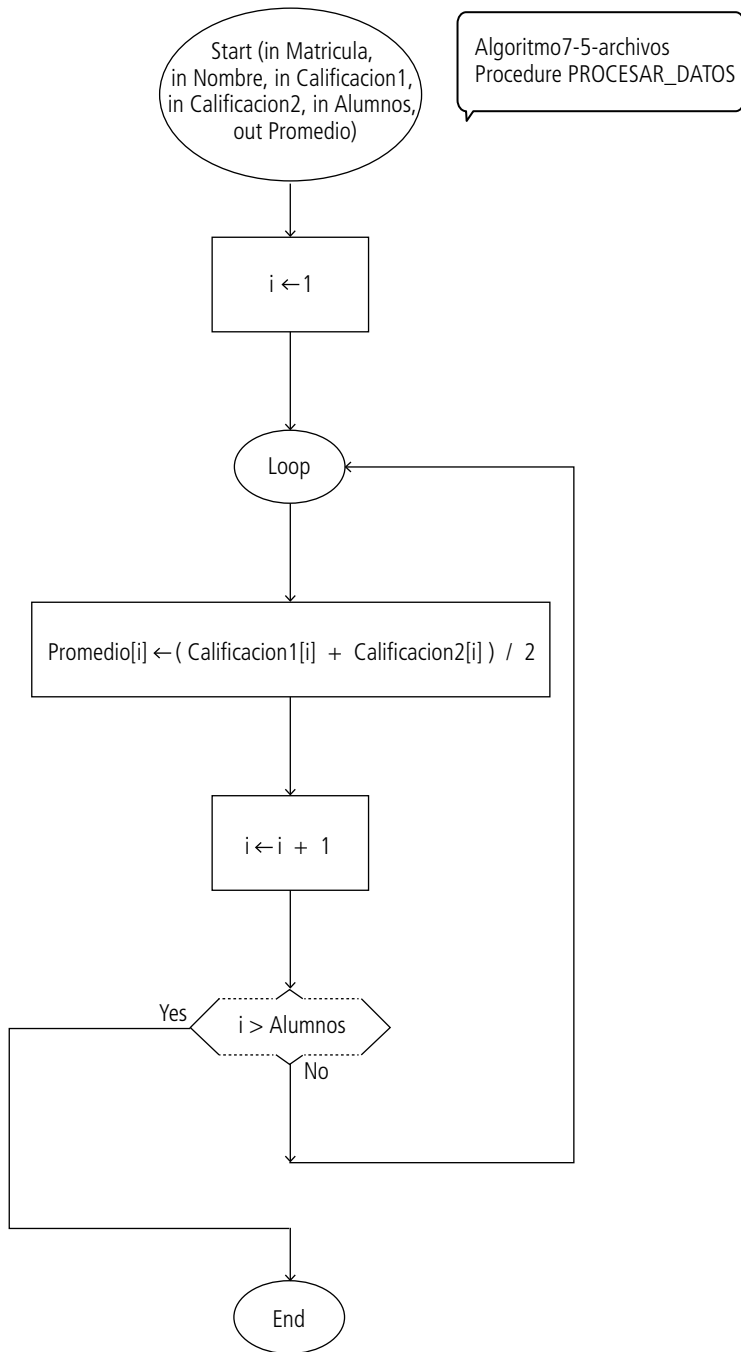 Start (in Matricula,
in Nombre, in Calificacion1,
in Calificacion2, in Alumnos,
out Promedio)
Algoritmo7-5-archivos
Procedure PROCESAR_DATOS
i ←1
Loop
Promedio[i] ←( Calificacion1[i] + Calificacion2[i] ) / 2
i ←i + 1
i > Alumnos
Yes
No
End